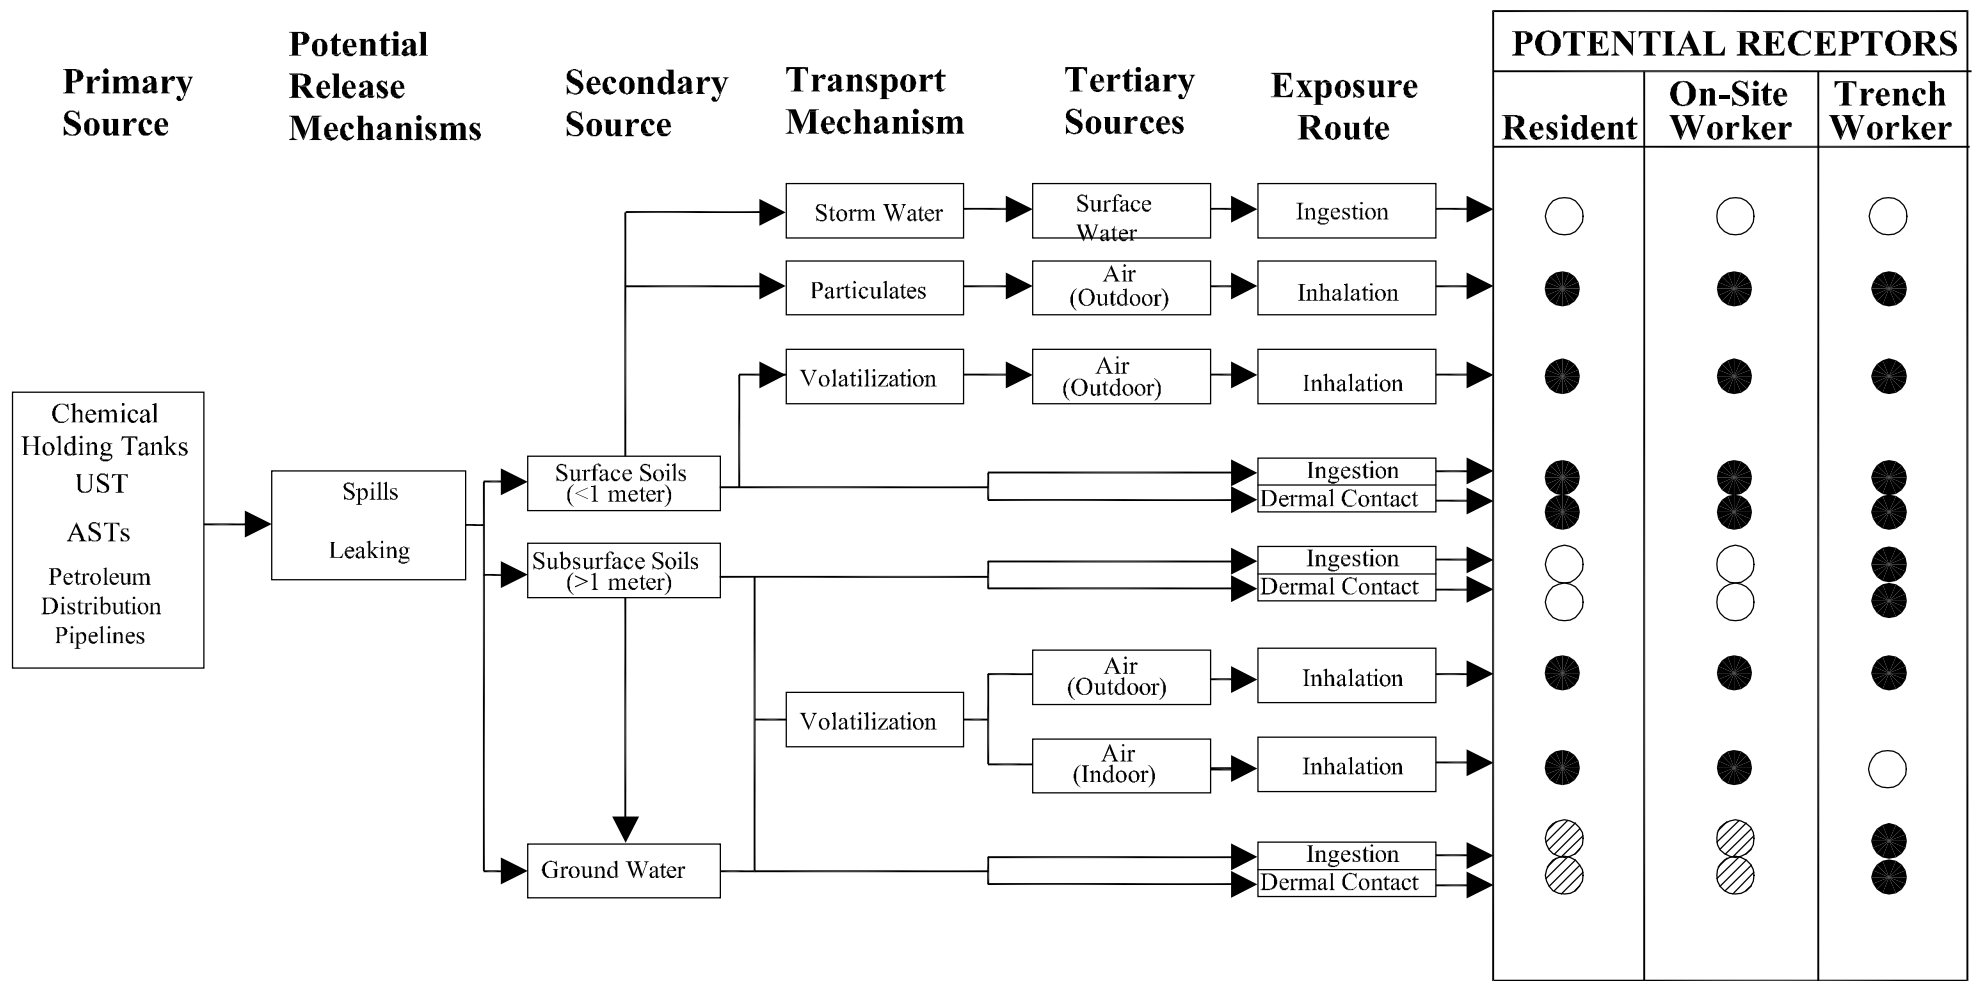 Primary
Source
Potential
Release
Mechanisms
Secondary
Source
Transport
Mechanism
Tertiary
Sources
Exposure
Route
POTENTIAL RECEPTORS
Resident
On-Site
Worker
Trench
Worker
Chemical
Holding Tanks
UST
ASTs
Petroleum
Distribution
Pipelines
Spills
Leaking
Surface Soils
(<1 meter)
Subsurface Soils
(>1 meter)
Ground Water
Storm Water
Surface
Water
Ingestion
Particulates
Air
(Outdoor)
Inhalation
Volatilization
Air
(Outdoor)
Inhalation
Ingestion
Dermal Contact
Ingestion
Dermal Contact
Volatilization
Air
(Outdoor)
Inhalation
Air
(Indoor)
Inhalation
Ingestion
Dermal Contact